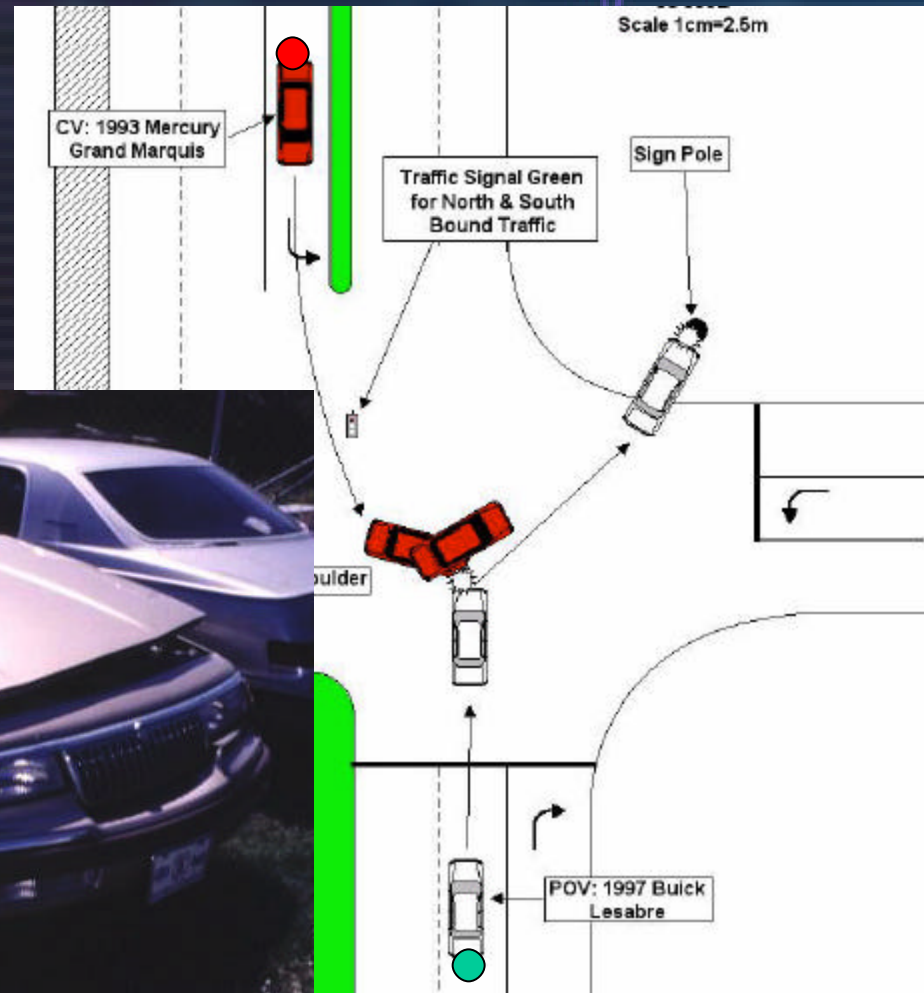 Scale 1cm=2.5m
CV: 1993 Mercury
Grand Marquis
Traffic Signal Green
for North & South
Bound Traffic
Sign Pole
oulder
POV: 1997 Buick
Lesabre